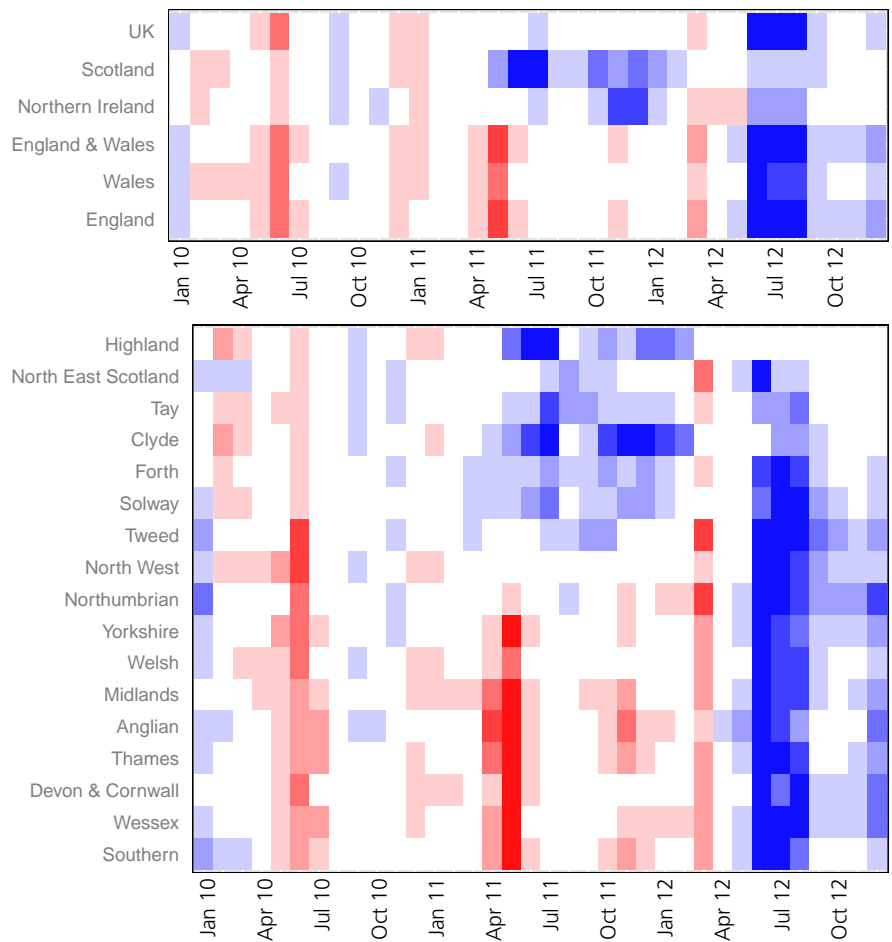 UK
Scotland
Northern Ireland
England & Wales
Wales
England
Jan 10 Apr 10 Jul 10 Oct 10 Jan 11 Apr 11 Jul 11 Oct 11 Jan 12 Apr 12 Jul 12 Oct 12
Highland
North East Scotland
Tay
Clyde
Forth
Solway
Tweed
North West
Northumbrian
Yorkshire
Welsh
Midlands
Anglian
Thames
Devon & Cornwall
Wessex
Southern
Jan 10 Apr 10 Jul 10 Oct 10 Jan 11 Apr 11 Jul 11 Oct 11 Jan 12 Apr 12 Jul 12 Oct 12